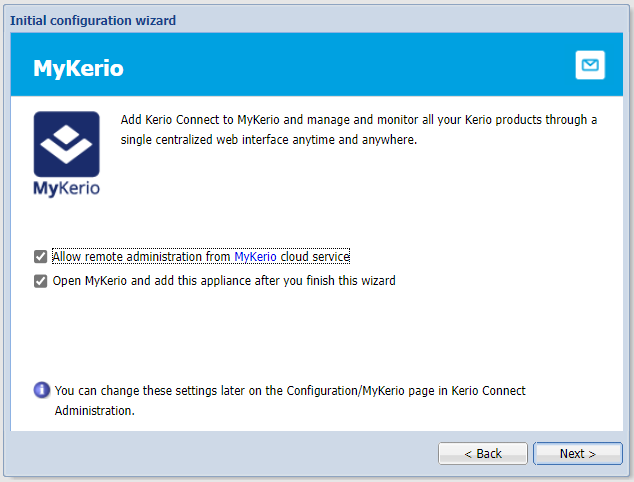 Initial configuration wizard
MyKerio
Add Kerio Connect to MyKerio and manage and monitor all your Kerio products through a
single centralized web interface anytime and anywhere.
MyKerio
Allow remote administration from MyKerio cloud service
Open MyKerio and add this appliance after you finish this wizard
You can change these settings later on the Configuration/MyKerio page in Kerio Connect
Administration.
< Back
Next >